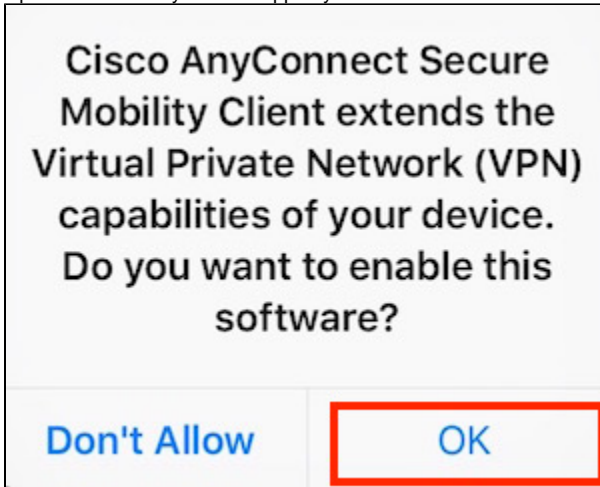 Cisco AnyConnect Secure
Mobility Client extends the
Virtual Private Network (VPN)
capabilities of your device.
Do you want to enable this
software?
Don't Allow
OK